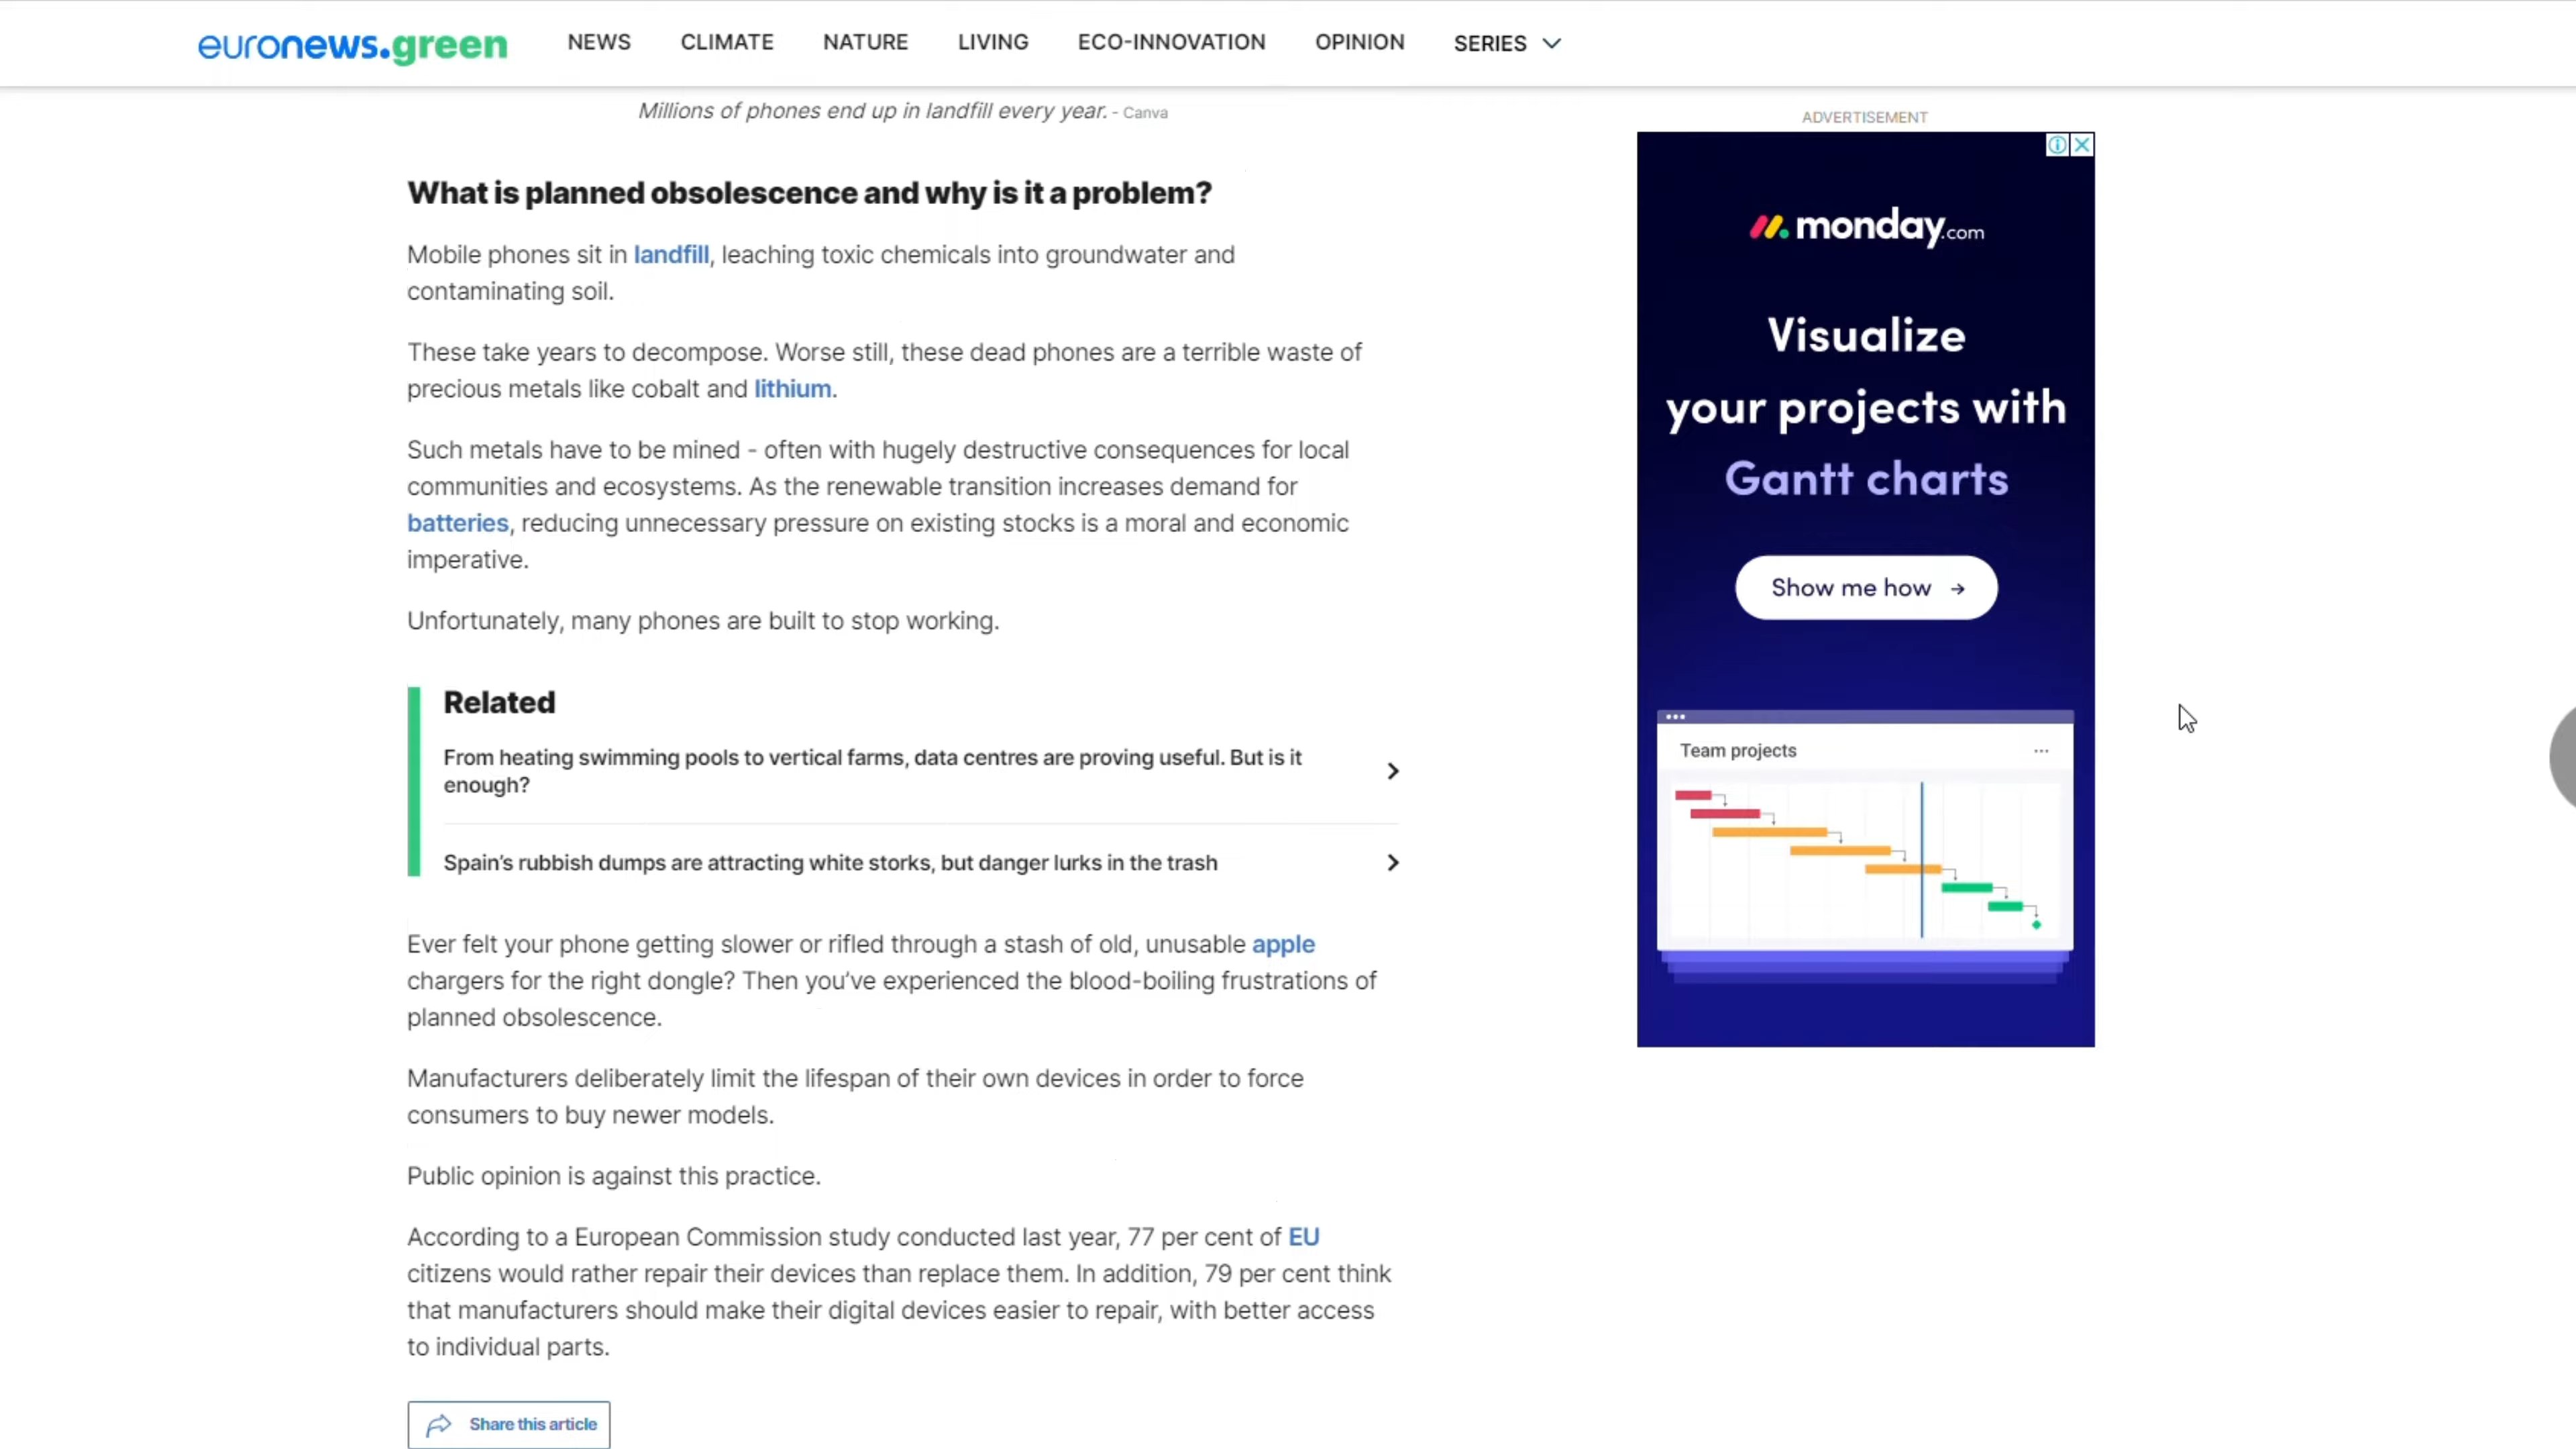 euronews.green
NEWS
CLIMATE
NATURE
LIVING
ECO-INNOVATION
OPINION
SERIES
Millions of phones end up in landfill every year. - Canva
What is planned obsolescence and why is it a problem?
Mobile phones sit in landfill, leaching toxic chemicals into groundwater and
contaminating soil.
These take years to decompose. Worse still, these dead phones are a terrible waste of
precious metals like cobalt and lithium.
Such metals have to be mined - often with hugely destructive consequences for local
communities and ecosystems. As the renewable transition increases demand for
batteries, reducing unnecessary pressure on existing stocks is a moral and economic
imperative.
Unfortunately, many phones are built to stop working.
Related
From heating swimming pools to vertical farms, data centres are proving useful. But is it
enough?
Spain's rubbish dumps are attracting white storks, but danger lurks in the trash
Ever felt your phone getting slower or rifled through a stash of old, unusable apple
chargers for the right dongle? Then you've experienced the blood-boiling frustrations of
planned obsolescence.
Manufacturers deliberately limit the lifespan of their own devices in order to force
consumers to buy newer models.
Public opinion is against this practice.
According to a European Commission study conducted last year, 77 per cent of EU
citizens would rather repair their devices than replace them. In addition, 79 per cent think
that manufacturers should make their digital devices easier to repair, with better access
to individual parts.
Share this article
ADVERTISEMENT
monday.com
Visualize
your projects with
Gantt charts
Show me how →
Team projects